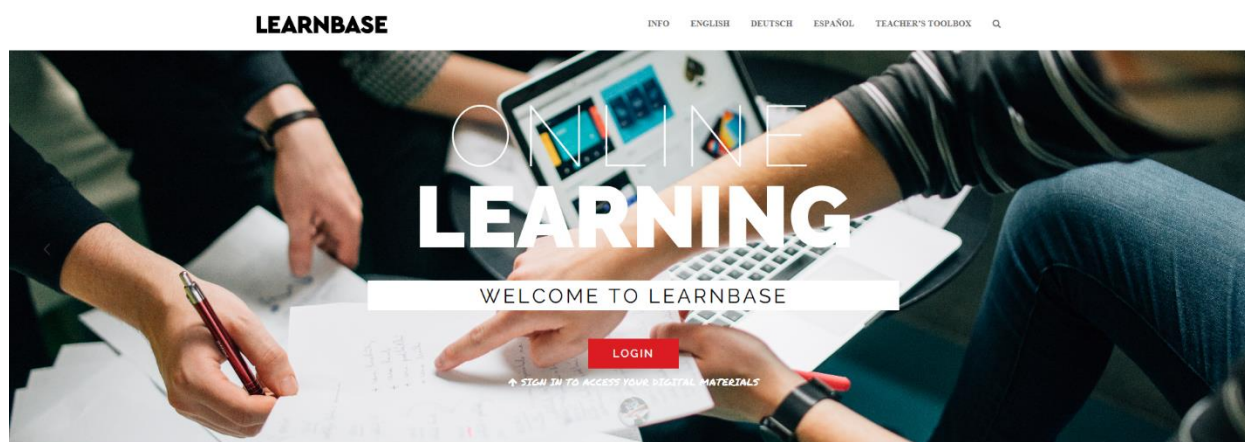 LEARNBASE
INFO ENGLISH DEUTSCH ESPAÑOL TEACHER'S TOOLBOX
ONLINE
LEARNING
WELCOME TO LEARNBASE
LOGIN
↑ SIGN IN TO ACCESS YOUR DIGITAL MATERIALS